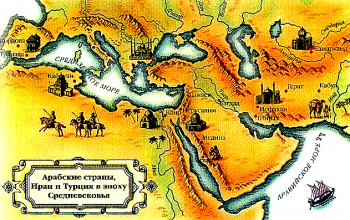 Кордова
СРЕДИЗЕМНОЕ МОРЕ
Самарканд
Герат
Кабул
Дамаск
Каир
Иерусалим
Багдад
Исфахан
Шираз
Медина
АРАВИЙСКОЕ МОРЕ
Арабские страны,
Иран и Турция в эпоху
Средневековья